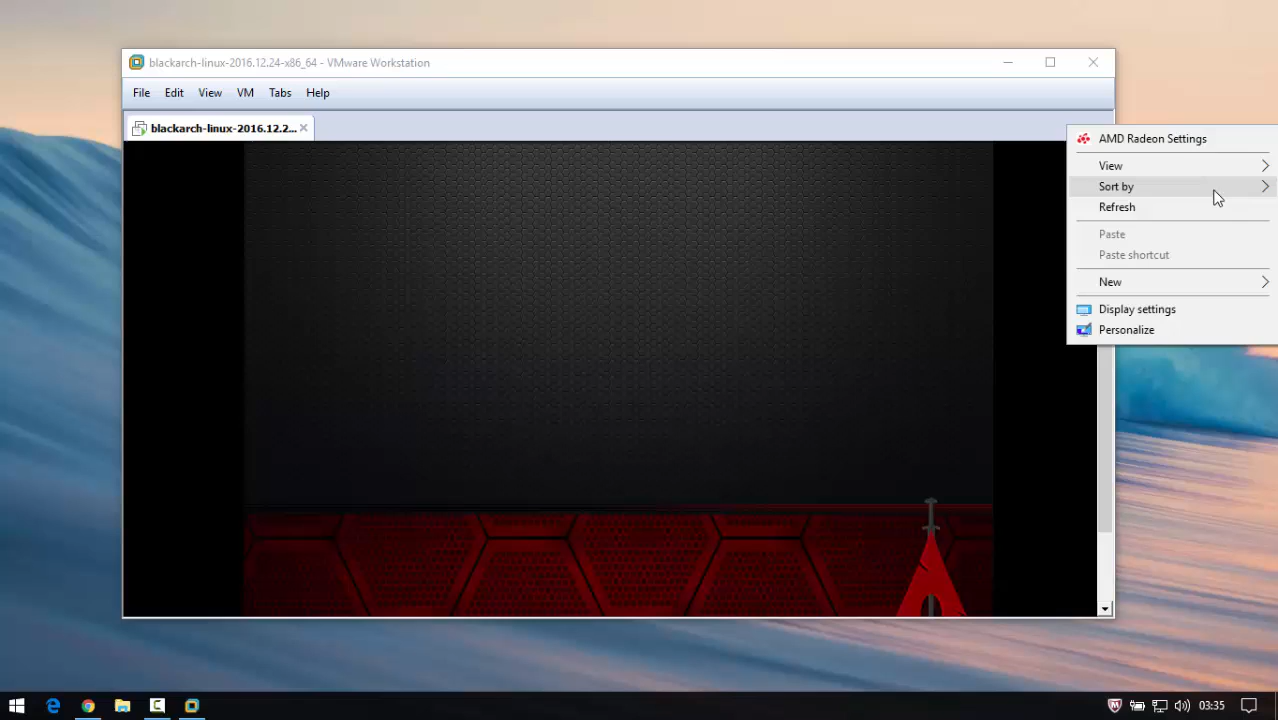 blackarch-linux-2016.12.24-x86_64 - VMware Workstation
File Edit View VM Tabs Help
blackarch-linux-2016.12.2...
AMD Radeon Settings
View
Sort by
Refresh
Paste
Paste shortcut
New
Display settings
Personalize
03:35